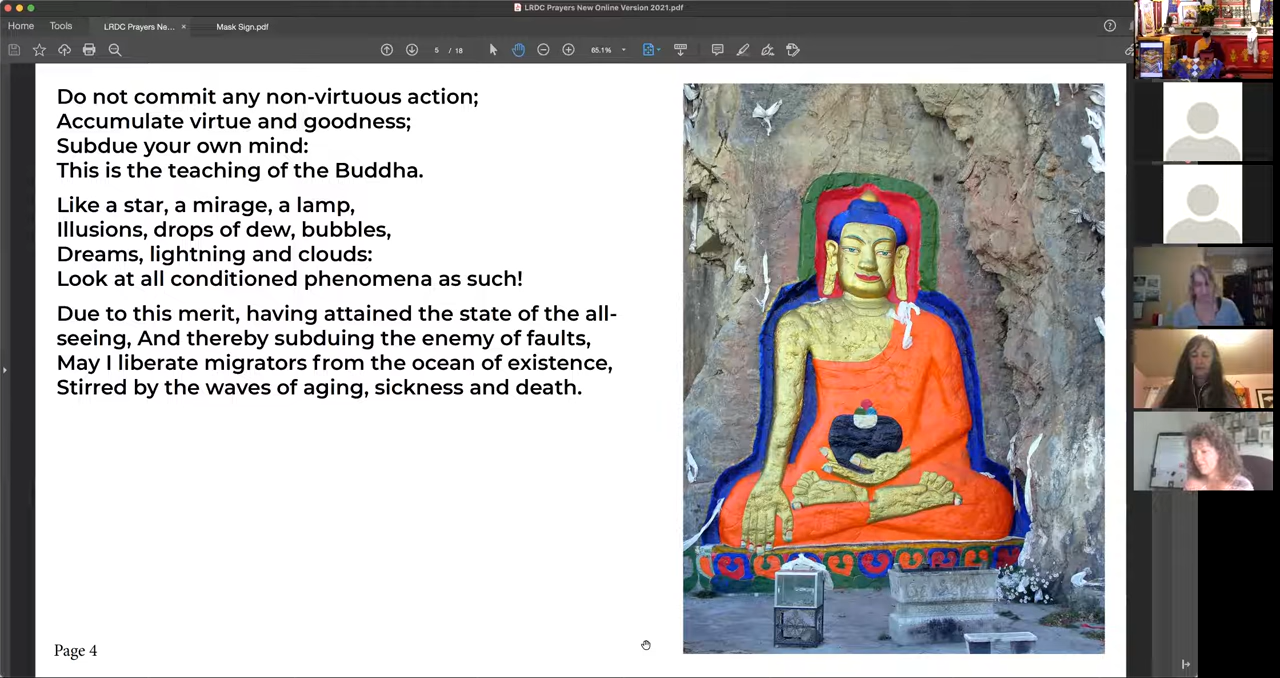 LRDC Prayers New Online Version 2021.pdf
Home Tools LRDC Prayers Ne... × Mask Sign.pdf
5 / 18 65.1%
Do not commit any non-virtuous action;
Accumulate virtue and goodness;
Subdue your own mind:
This is the teaching of the Buddha.
Like a star, a mirage, a lamp,
Illusions, drops of dew, bubbles,
Dreams, lightning and clouds:
Look at all conditioned phenomena as such!
Due to this merit, having attained the state of the all-
seeing, And thereby subduing the enemy of faults,
May I liberate migrators from the ocean of existence,
Stirred by the waves of aging, sickness and death.
Page 4